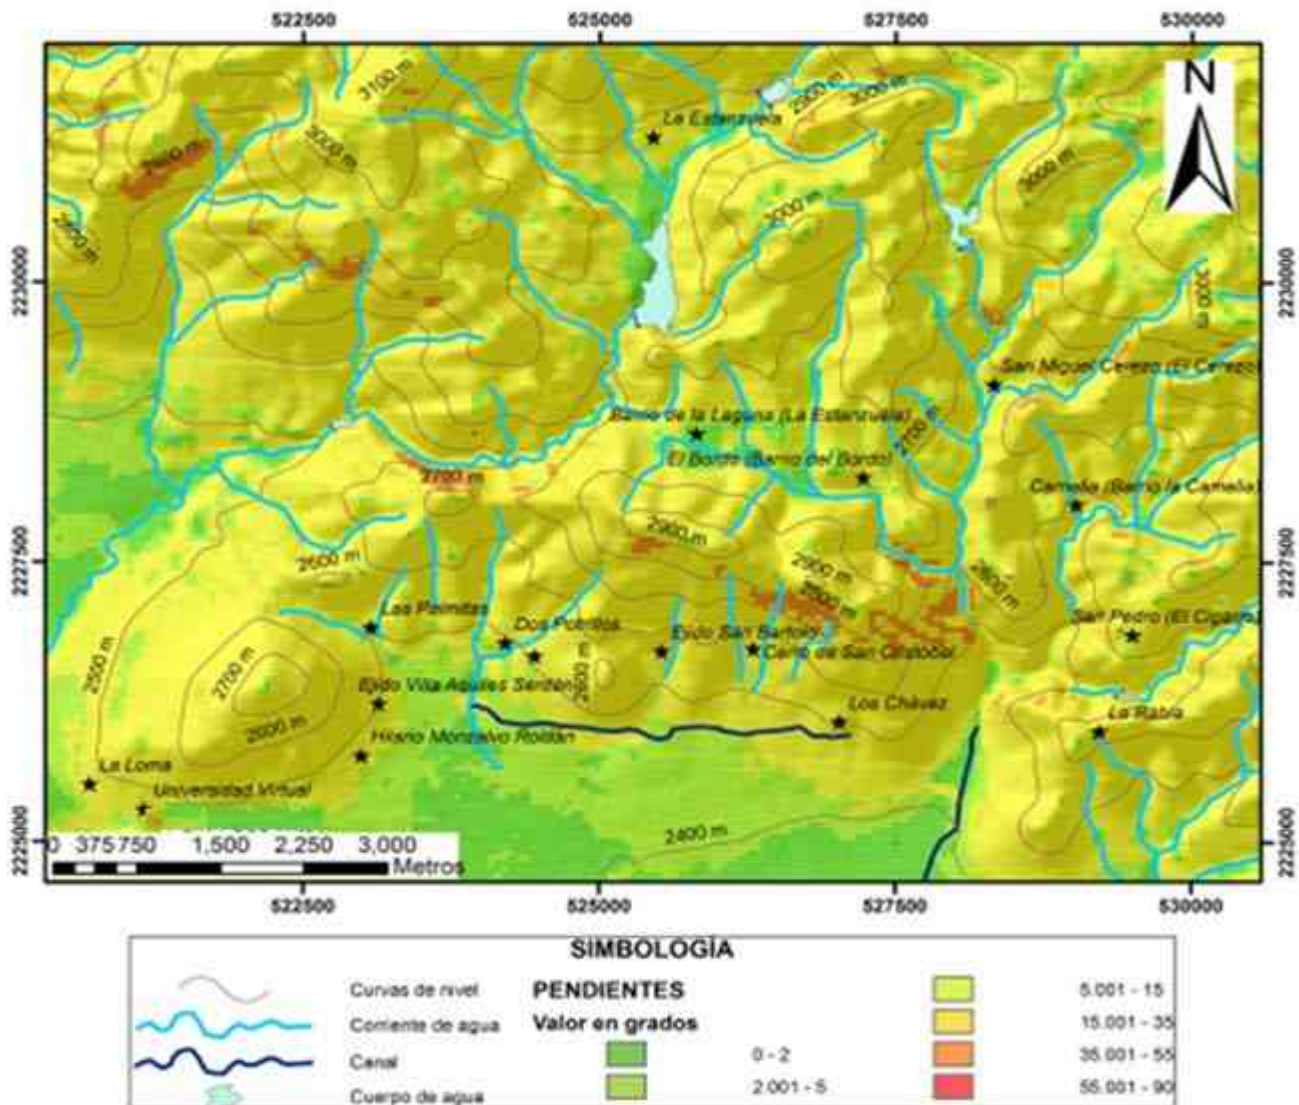 522500 525000 527500 530000
N
3100 m
2900 m
3000 m
La Estanzuela
3000 m
3000 m
3000 m
2230000
2230000
3000 m
San Miguel Cerezo (El Cerezo)
Barrio de la Laguna (La Estanzuela)
2700 m
El Bordo (Barrio del Bordo)
2700 m
Camelia (Barrio la Camelia)
2900 m
2227500
2227500
2600 m
2900 m
2500 m
2600 m
Las Palmitas
Dos Potrillos
Ejido San Bartolo
San Pedro (El Ciparro)
Cerro de San Cristobal
2500 m
2700 m
2600 m
Ejido Villa Aquiles Serdán
2600 m
Los Chávez
La Rabia
Hilario Monzalvo Roldán
La Loma
Universidad Virtual
2400 m
2225000
2225000
0 375 750 1,500 2,250 3,000
Metros
522500 525000 527500 530000
SIMBOLOGÍA
Curvas de nivel
Corriente de agua
Canal
Cuerpo de agua
PENDIENTES
Valor en grados
0 - 2
2.001 - 5
5.001 - 15
15.001 - 35
35.001 - 55
55.001 - 90